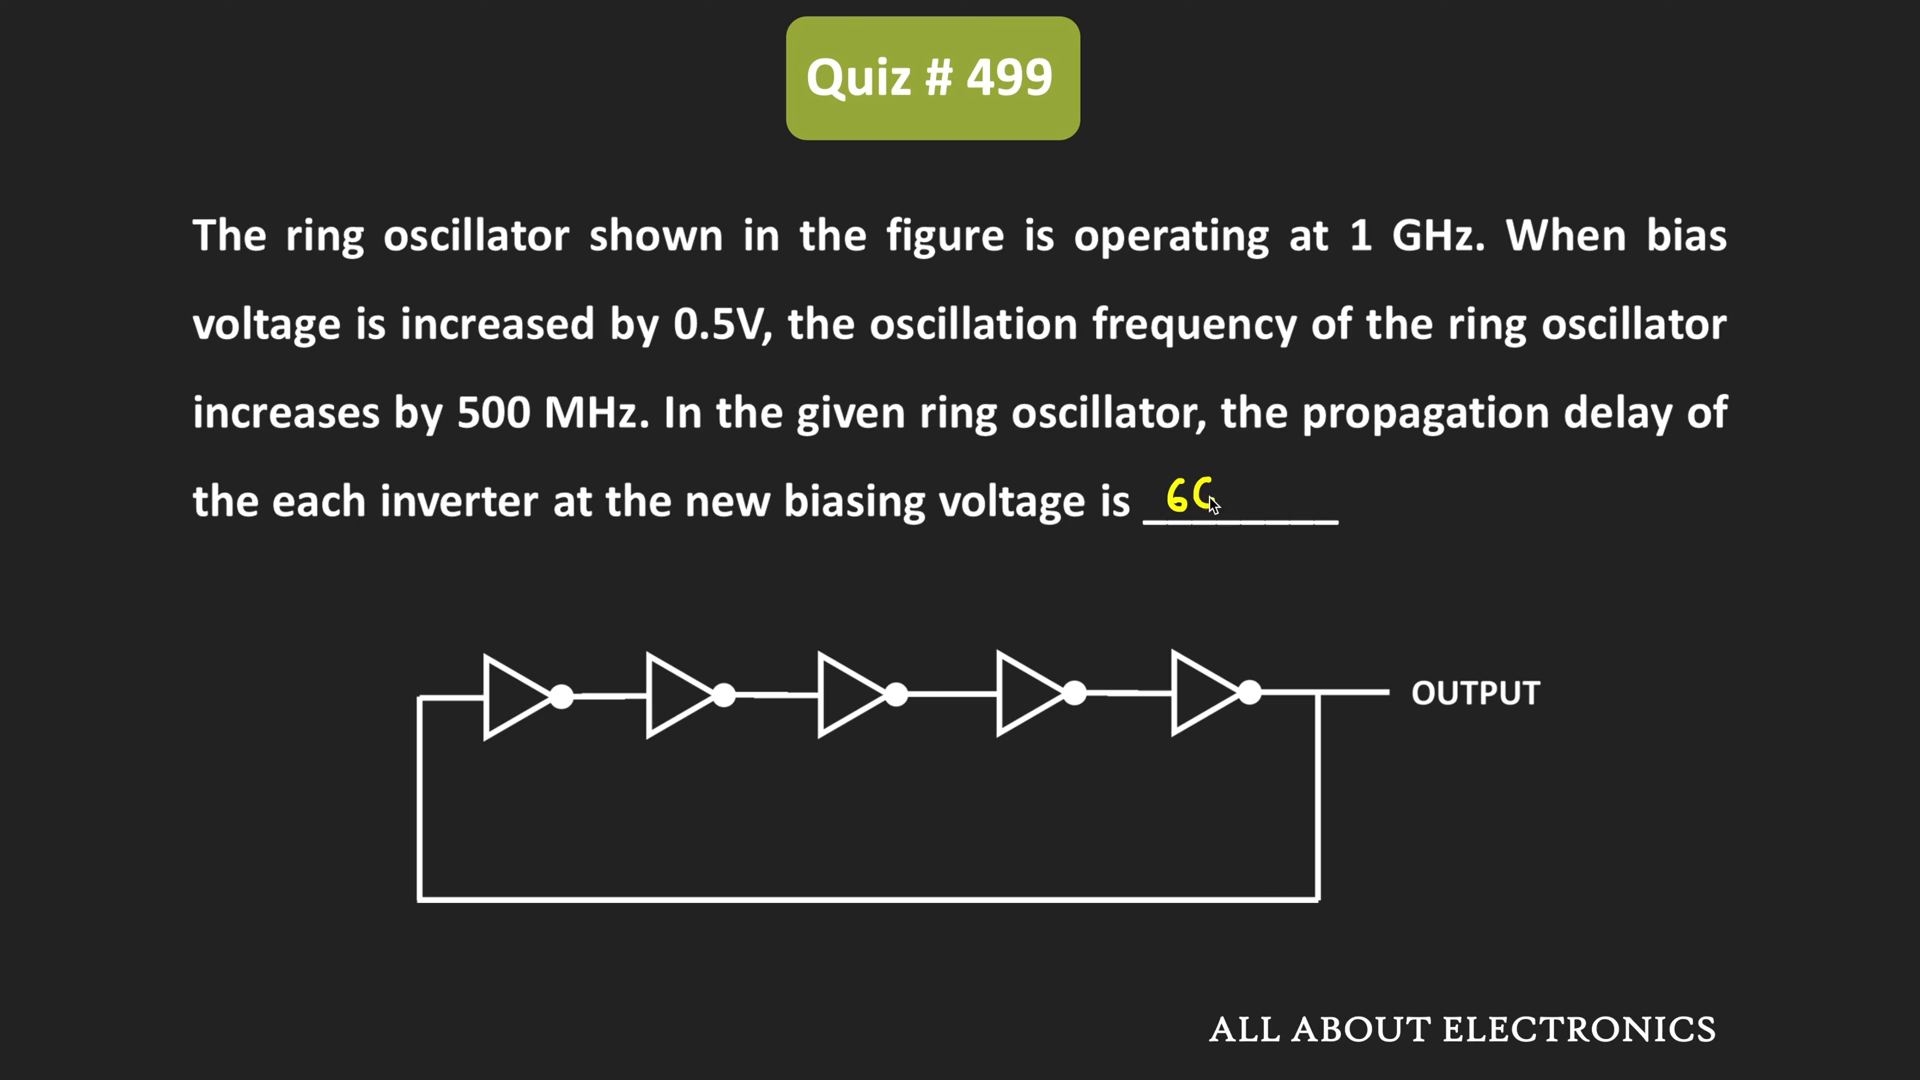 Quiz # 499
The ring oscillator shown in the figure is operating at 1 GHz. When bias
voltage is increased by 0.5V, the oscillation frequency of the ring oscillator
increases by 500 MHz. In the given ring oscillator, the propagation delay of
the each inverter at the new biasing voltage is ________
OUTPUT
ALL ABOUT ELECTRONICS